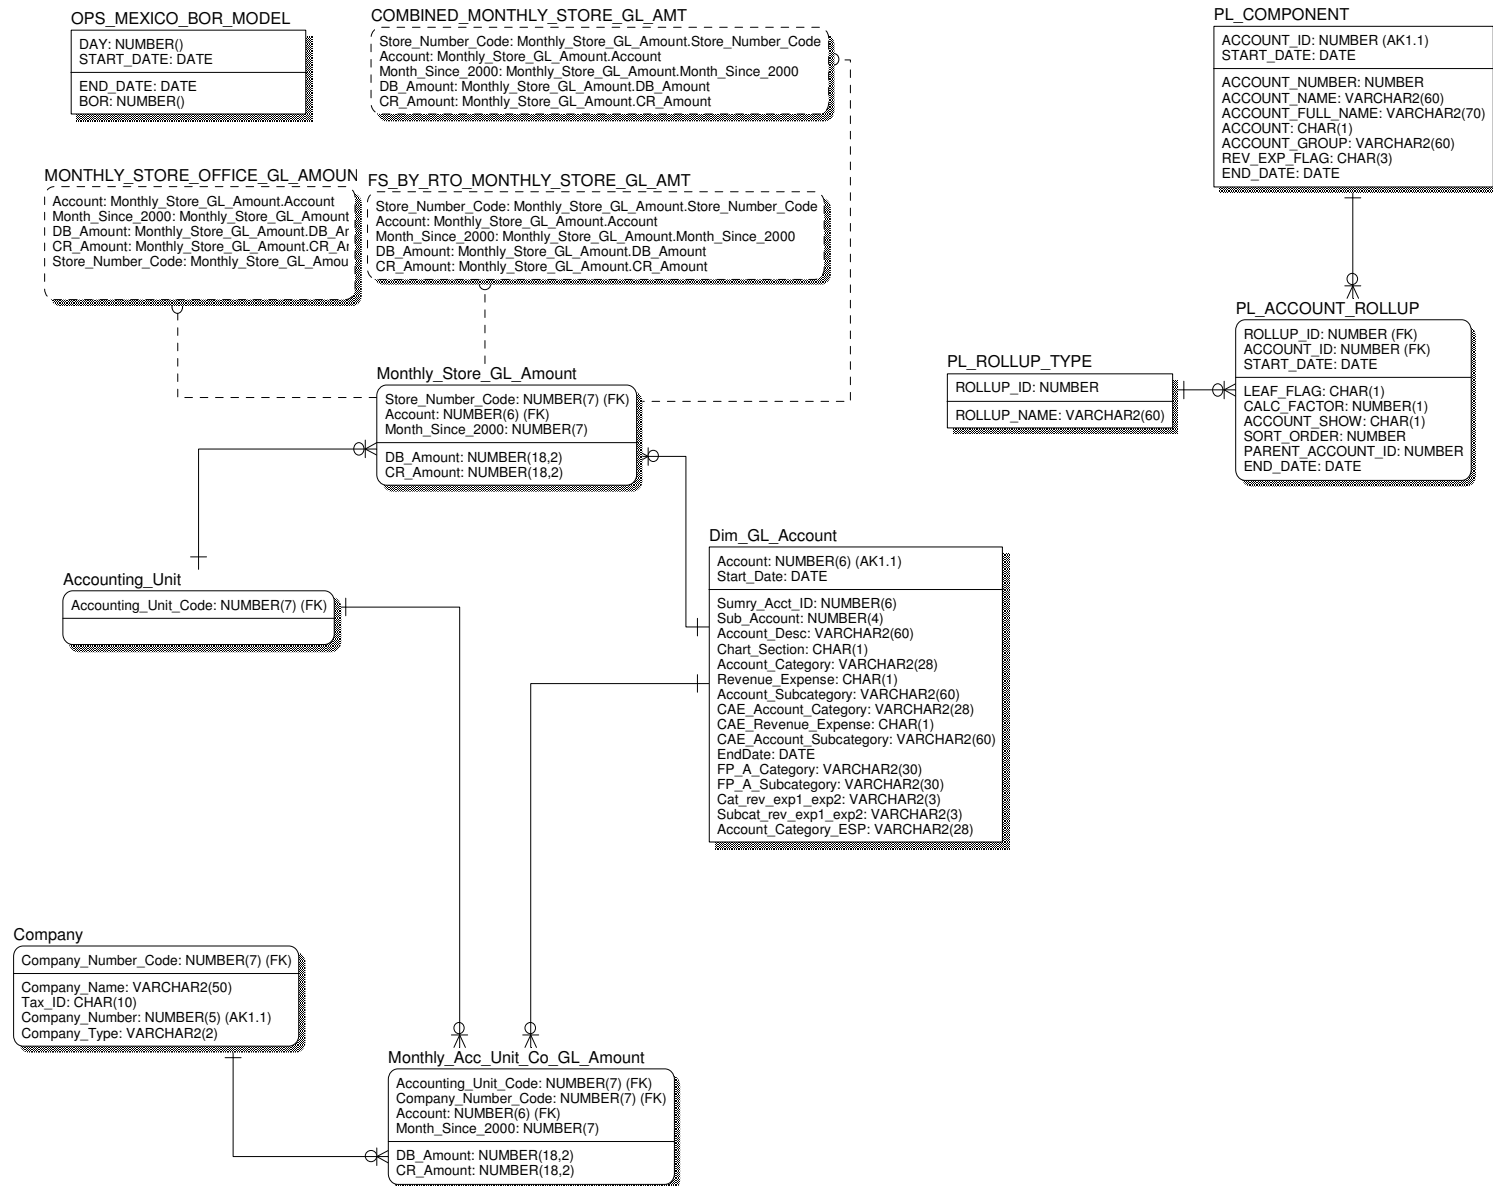 OPS_MEXICO_BOR_MODEL
DAY: NUMBER()
START_DATE: DATE
END_DATE: DATE
BOR: NUMBER()
COMBINED_MONTHLY_STORE_GL_AMT
Store_Number_Code: Monthly_Store_GL_Amount.Store_Number_Code
Account: Monthly_Store_GL_Amount.Account
Month_Since_2000: Monthly_Store_GL_Amount.Month_Since_2000
DB_Amount: Monthly_Store_GL_Amount.DB_Amount
CR_Amount: Monthly_Store_GL_Amount.CR_Amount
PL_COMPONENT
ACCOUNT_ID: NUMBER (AK1.1)
START_DATE: DATE
ACCOUNT_NUMBER: NUMBER
ACCOUNT_NAME: VARCHAR2(60)
ACCOUNT_FULL_NAME: VARCHAR2(70)
ACCOUNT: CHAR(1)
ACCOUNT_GROUP: VARCHAR2(60)
REV_EXP_FLAG: CHAR(3)
END_DATE: DATE
MONTHLY_STORE_OFFICE_GL_AMOUN
Account: Monthly_Store_GL_Amount.Account
Month_Since_2000: Monthly_Store_GL_Amount
DB_Amount: Monthly_Store_GL_Amount.DB_Ar
CR_Amount: Monthly_Store_GL_Amount.CR_Ar
Store_Number_Code: Monthly_Store_GL_Amou
FS_BY_RTO_MONTHLY_STORE_GL_AMT
Store_Number_Code: Monthly_Store_GL_Amount.Store_Number_Code
Account: Monthly_Store_GL_Amount.Account
Month_Since_2000: Monthly_Store_GL_Amount.Month_Since_2000
DB_Amount: Monthly_Store_GL_Amount.DB_Amount
CR_Amount: Monthly_Store_GL_Amount.CR_Amount
PL_ACCOUNT_ROLLUP
ROLLUP_ID: NUMBER (FK)
ACCOUNT_ID: NUMBER (FK)
START_DATE: DATE
LEAF_FLAG: CHAR(1)
CALC_FACTOR: NUMBER(1)
ACCOUNT_SHOW: CHAR(1)
SORT_ORDER: NUMBER
PARENT_ACCOUNT_ID: NUMBER
END_DATE: DATE
PL_ROLLUP_TYPE
ROLLUP_ID: NUMBER
ROLLUP_NAME: VARCHAR2(60)
Monthly_Store_GL_Amount
Store_Number_Code: NUMBER(7) (FK)
Account: NUMBER(6) (FK)
Month_Since_2000: NUMBER(7)
DB_Amount: NUMBER(18,2)
CR_Amount: NUMBER(18,2)
Dim_GL_Account
Account: NUMBER(6) (AK1.1)
Start_Date: DATE
Sumry_Acct_ID: NUMBER(6)
Sub_Account: NUMBER(4)
Account_Desc: VARCHAR2(60)
Chart_Section: CHAR(1)
Account_Category: VARCHAR2(28)
Revenue_Expense: CHAR(1)
Account_Subcategory: VARCHAR2(60)
CAE_Account_Category: VARCHAR2(28)
CAE_Revenue_Expense: CHAR(1)
CAE_Account_Subcategory: VARCHAR2(60)
EndDate: DATE
FP_A_Category: VARCHAR2(30)
FP_A_Subcategory: VARCHAR2(30)
Cat_rev_exp1_exp2: VARCHAR2(3)
Subcat_rev_exp1_exp2: VARCHAR2(3)
Account_Category_ESP: VARCHAR2(28)
Accounting_Unit
Accounting_Unit_Code: NUMBER(7) (FK)
Company
Company_Number_Code: NUMBER(7) (FK)
Company_Name: VARCHAR2(50)
Tax_ID: CHAR(10)
Company_Number: NUMBER(5) (AK1.1)
Company_Type: VARCHAR2(2)
Monthly_Acc_Unit_Co_GL_Amount
Accounting_Unit_Code: NUMBER(7) (FK)
Company_Number_Code: NUMBER(7) (FK)
Account: NUMBER(6) (FK)
Month_Since_2000: NUMBER(7)
DB_Amount: NUMBER(18,2)
CR_Amount: NUMBER(18,2)